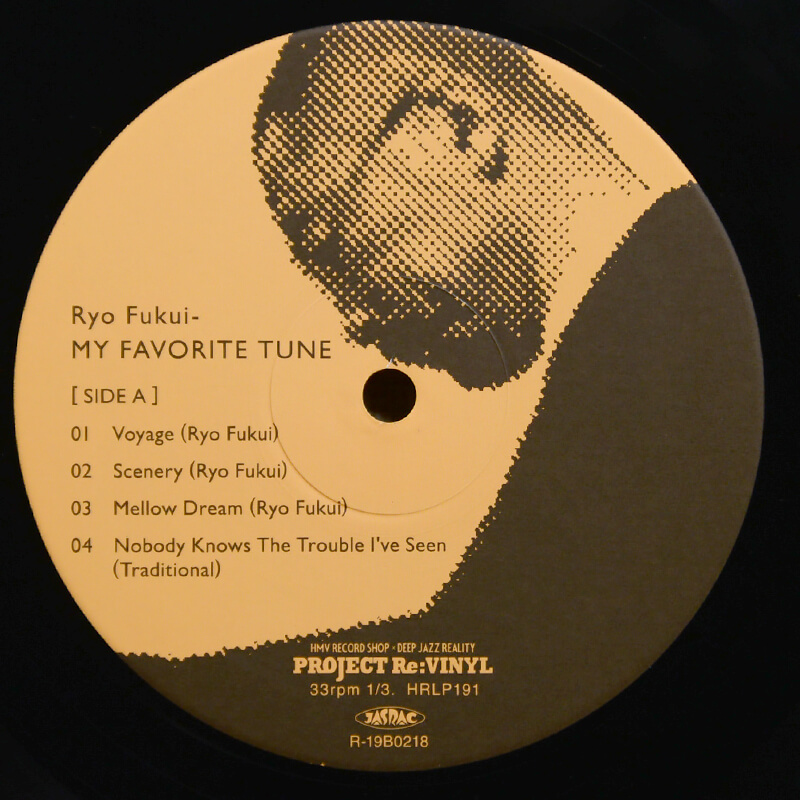 Ryo Fukui-
MY FAVORITE TUNE
[ SIDE A ]
01 Voyage (Ryo Fukui)
02 Scenery (Ryo Fukui)
03 Mellow Dream (Ryo Fukui)
04 Nobody Knows The Trouble I've Seen
(Traditional)
HMV RECORD SHOP • DEEP JAZZ REALITY
PROJECT Re:VINYL
33rpm 1/3. HRLP191
JASRAC
R-19B0218